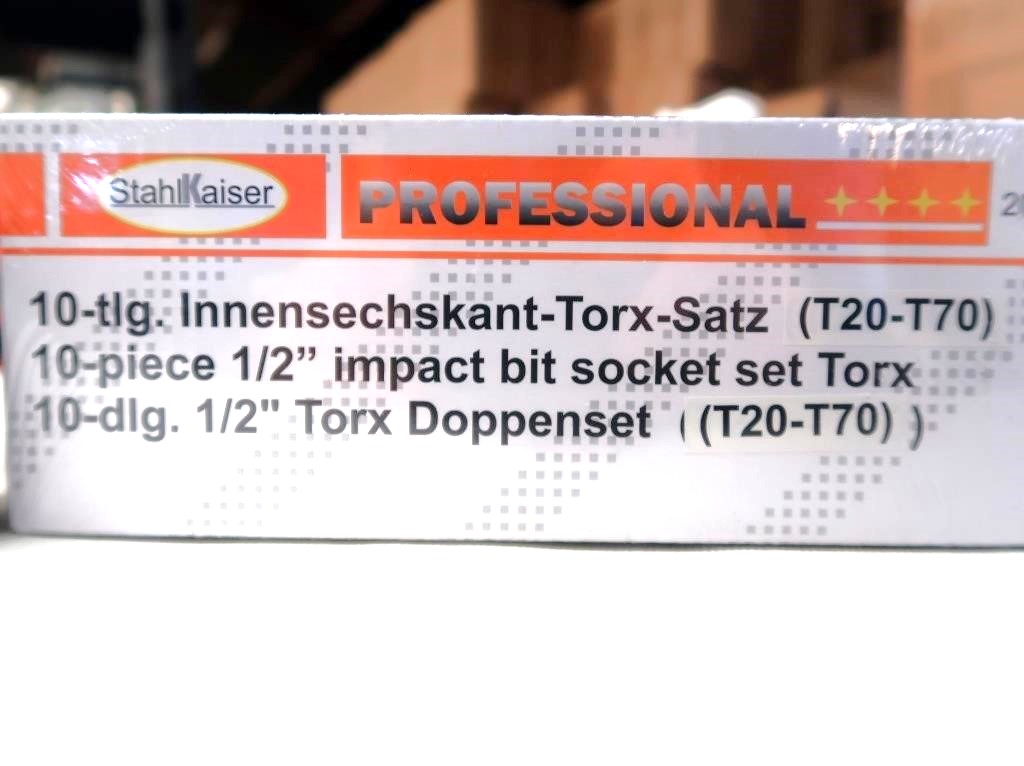 StahlKaiser PROFESSIONAL
10-tlg. Innensechskant-Torx-Satz (T20-T70)
10-piece 1/2” impact bit socket set Torx
10-dlg. 1/2" Torx Doppenset ((T20-T70) )